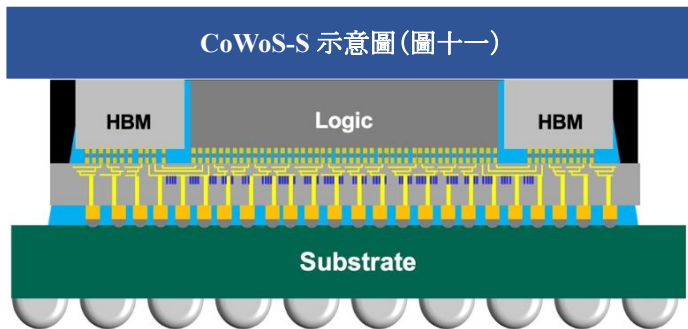 CoWoS-S 示意圖(圖十一)
HBM
Logic
HBM
Substrate